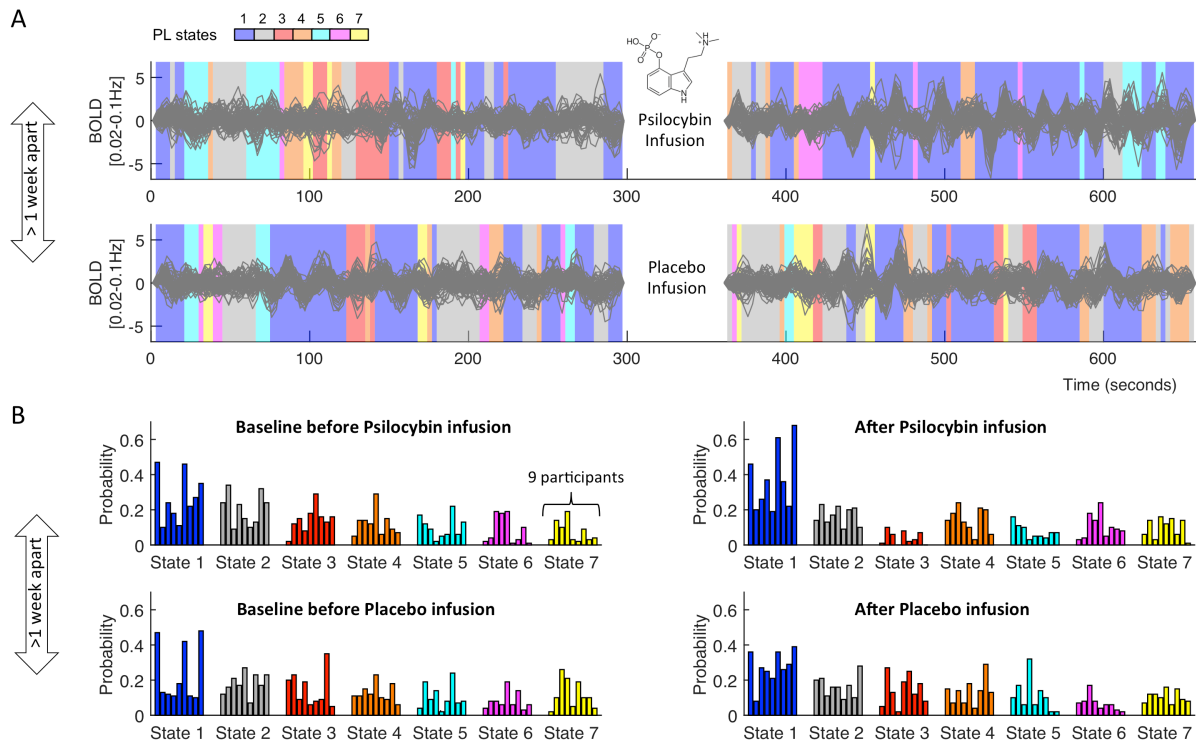 A
PL states
1 2 3 4 5 6 7
> 1 week apart
BOLD
[0.02-0.1Hz]
5
0
-5
HO P O⁻ O O H N + N H
Psilocybin
Infusion
0 100 200 300 400 500 600
BOLD
[0.02-0.1Hz]
5
0
-5
Placebo
Infusion
0 100 200 300 400 500 600
Time (seconds)
B
>1 week apart
Baseline before Psilocybin infusion
Probability
0.6
0.4
0.2
0
9 participants
State 1 State 2 State 3 State 4 State 5 State 6 State 7
After Psilocybin infusion
Probability
0.6
0.4
0.2
0
State 1 State 2 State 3 State 4 State 5 State 6 State 7
Baseline before Placebo infusion
Probability
0.6
0.4
0.2
0
State 1 State 2 State 3 State 4 State 5 State 6 State 7
After Placebo infusion
Probability
0.6
0.4
0.2
0
State 1 State 2 State 3 State 4 State 5 State 6 State 7